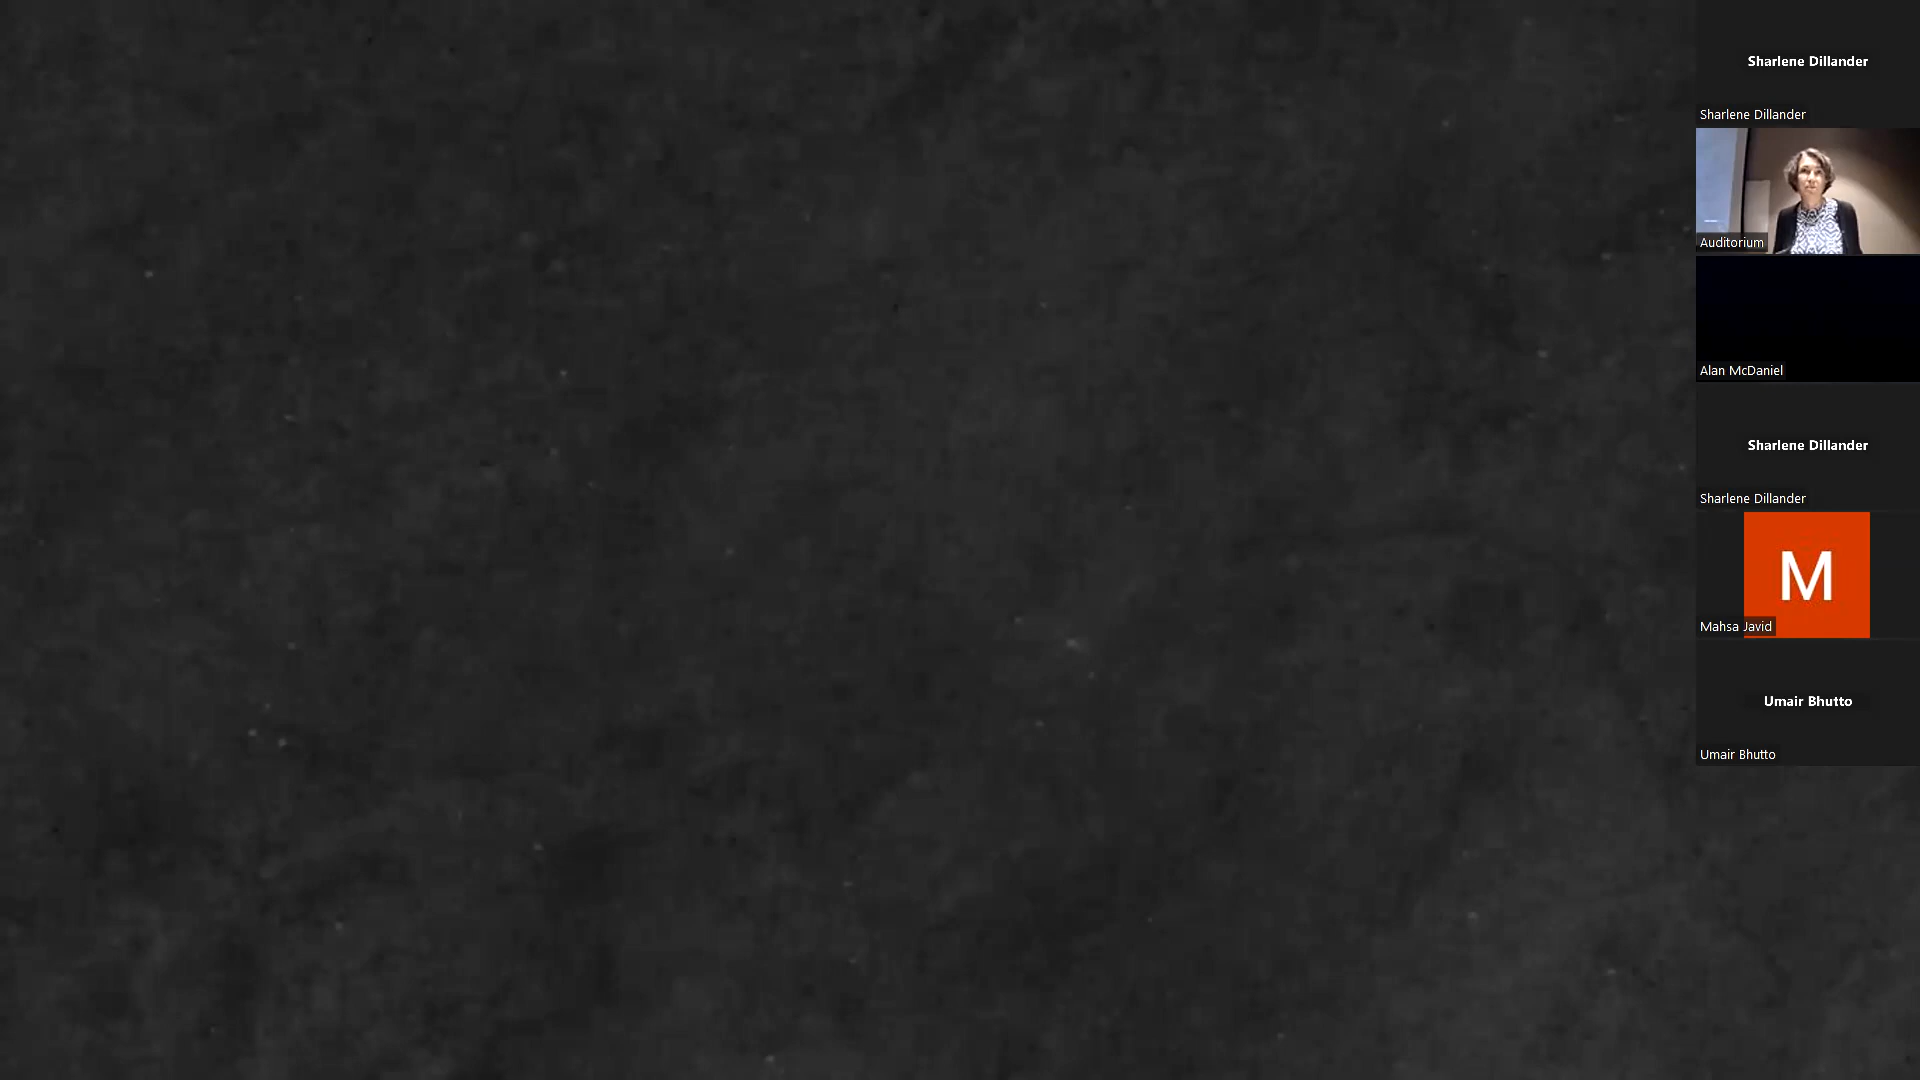 Sharlene Dillander
Sharlene Dillander
Auditorium
Alan McDaniel
Sharlene Dillander
Sharlene Dillander
M
Mahsa Javid
Umair Bhutto
Umair Bhutto